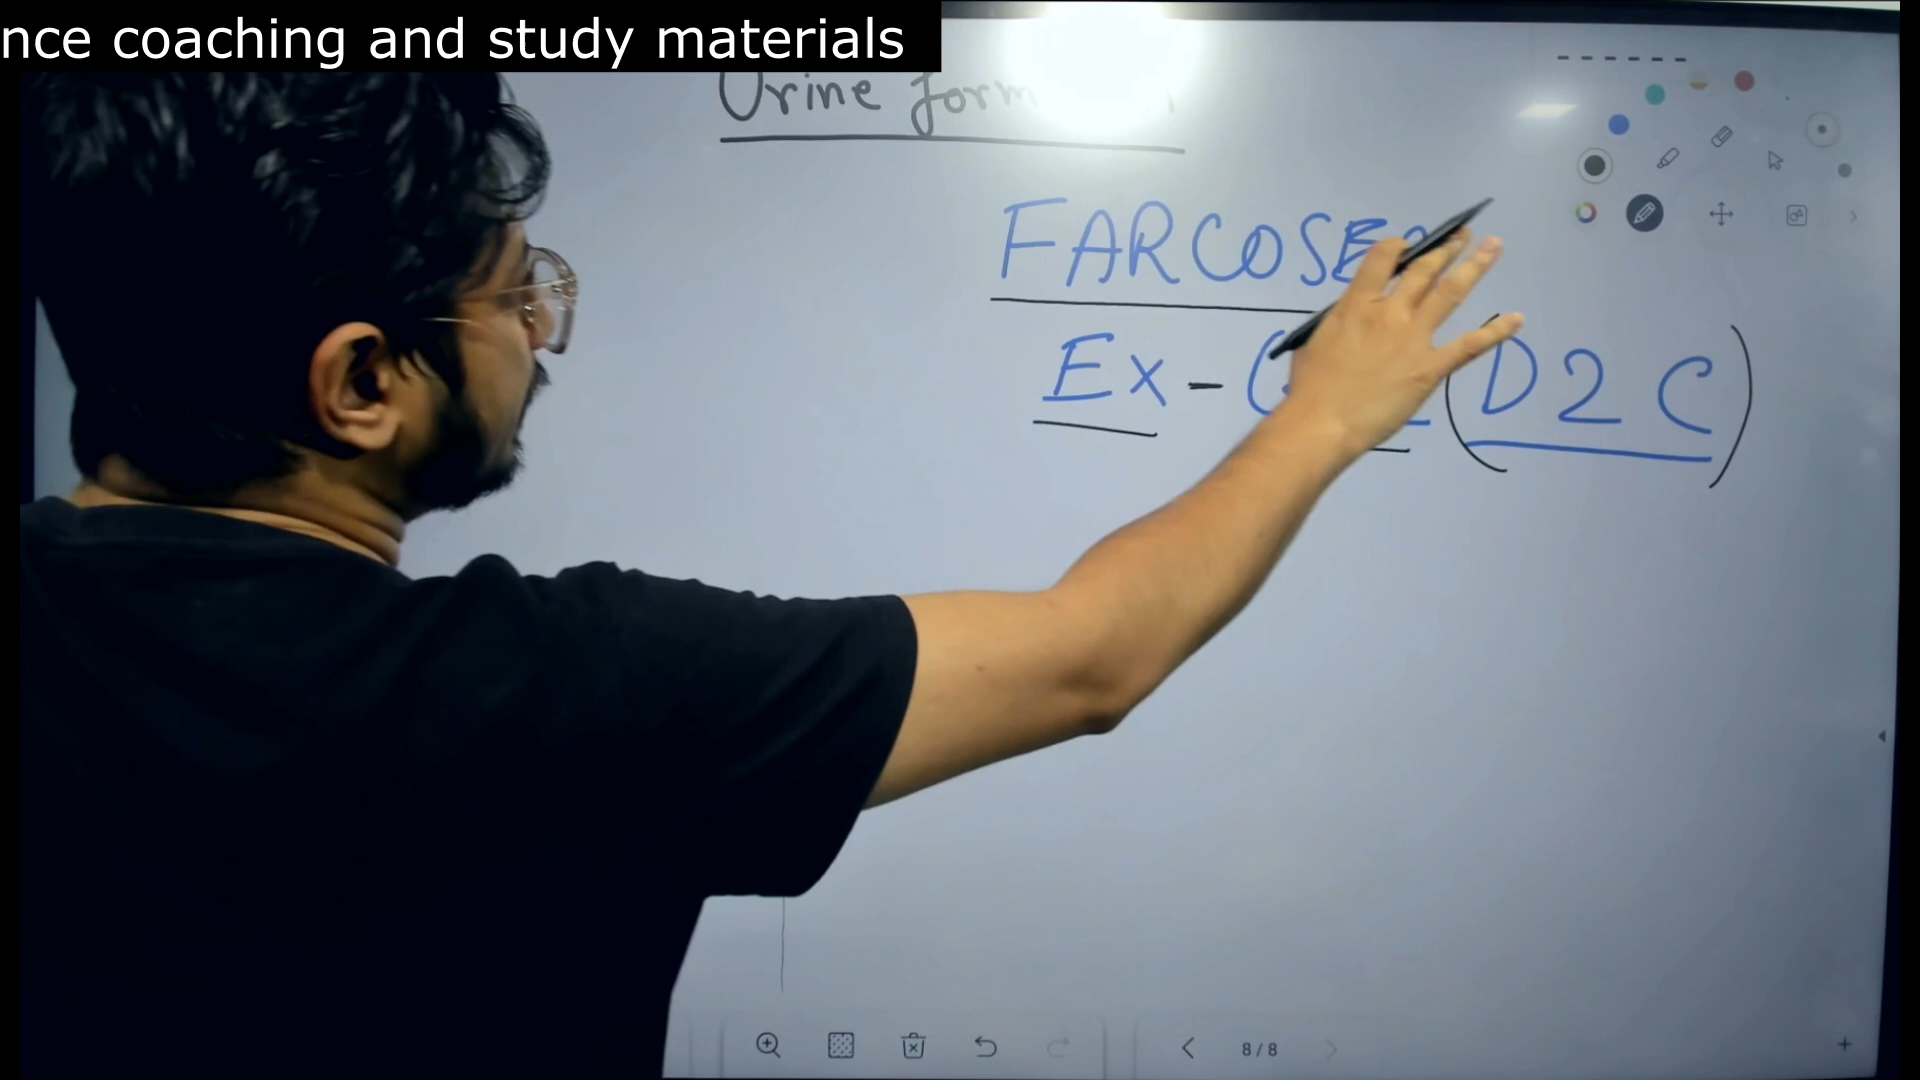 nce coaching and study materials
Urine
FARCOSE
Ex - (D2C)
8/8